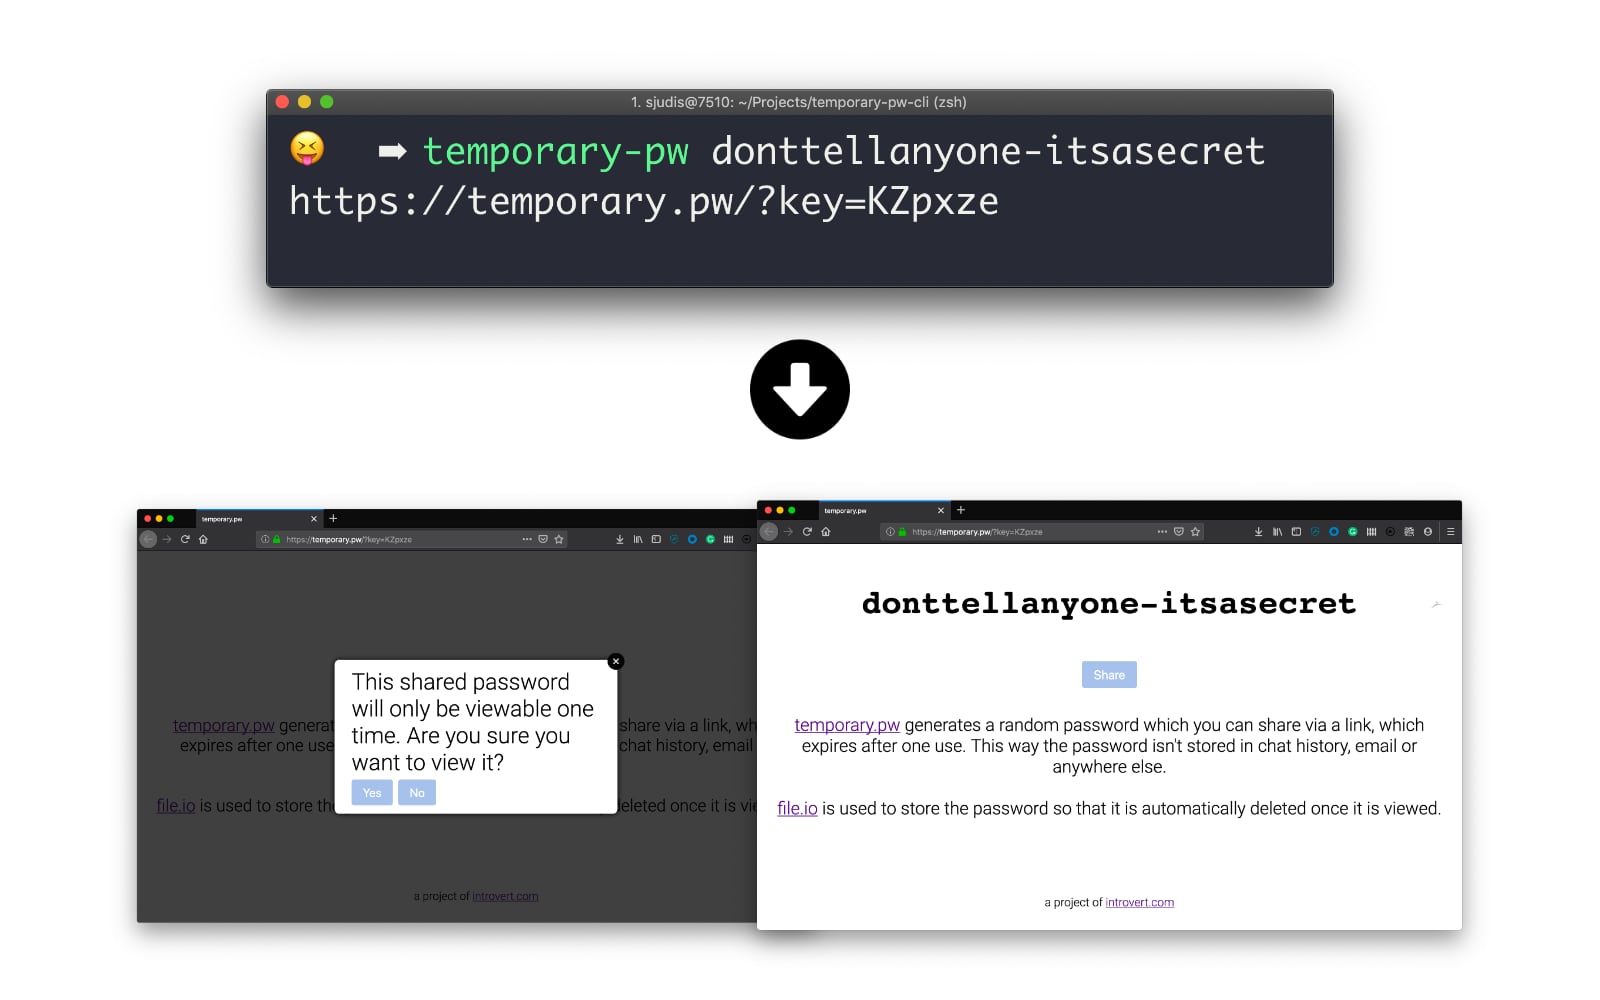 1. sjudis@7510: ~/Projects/temporary-pw-cli (zsh)
😝 ➡ temporary-pw donttellanyone-itsasecret
https://temporary.pw/?key=KZpxze
temporary.pw
https://temporary.pw/?key=KZpxze
This shared password
will only be viewable one
time. Are you sure you
want to view it?
Yes No
temporary.pw generat share via a link, wh
expires after one use chat history, email
file.io is used to store th eleted once it is vie
a project of introvert.com
temporary.pw
https://temporary.pw/?key=KZpxze
donttellanyone-itsasecret
Share
temporary.pw generates a random password which you can share via a link, which
expires after one use. This way the password isn't stored in chat history, email or
anywhere else.
file.io is used to store the password so that it is automatically deleted once it is viewed.
a project of introvert.com